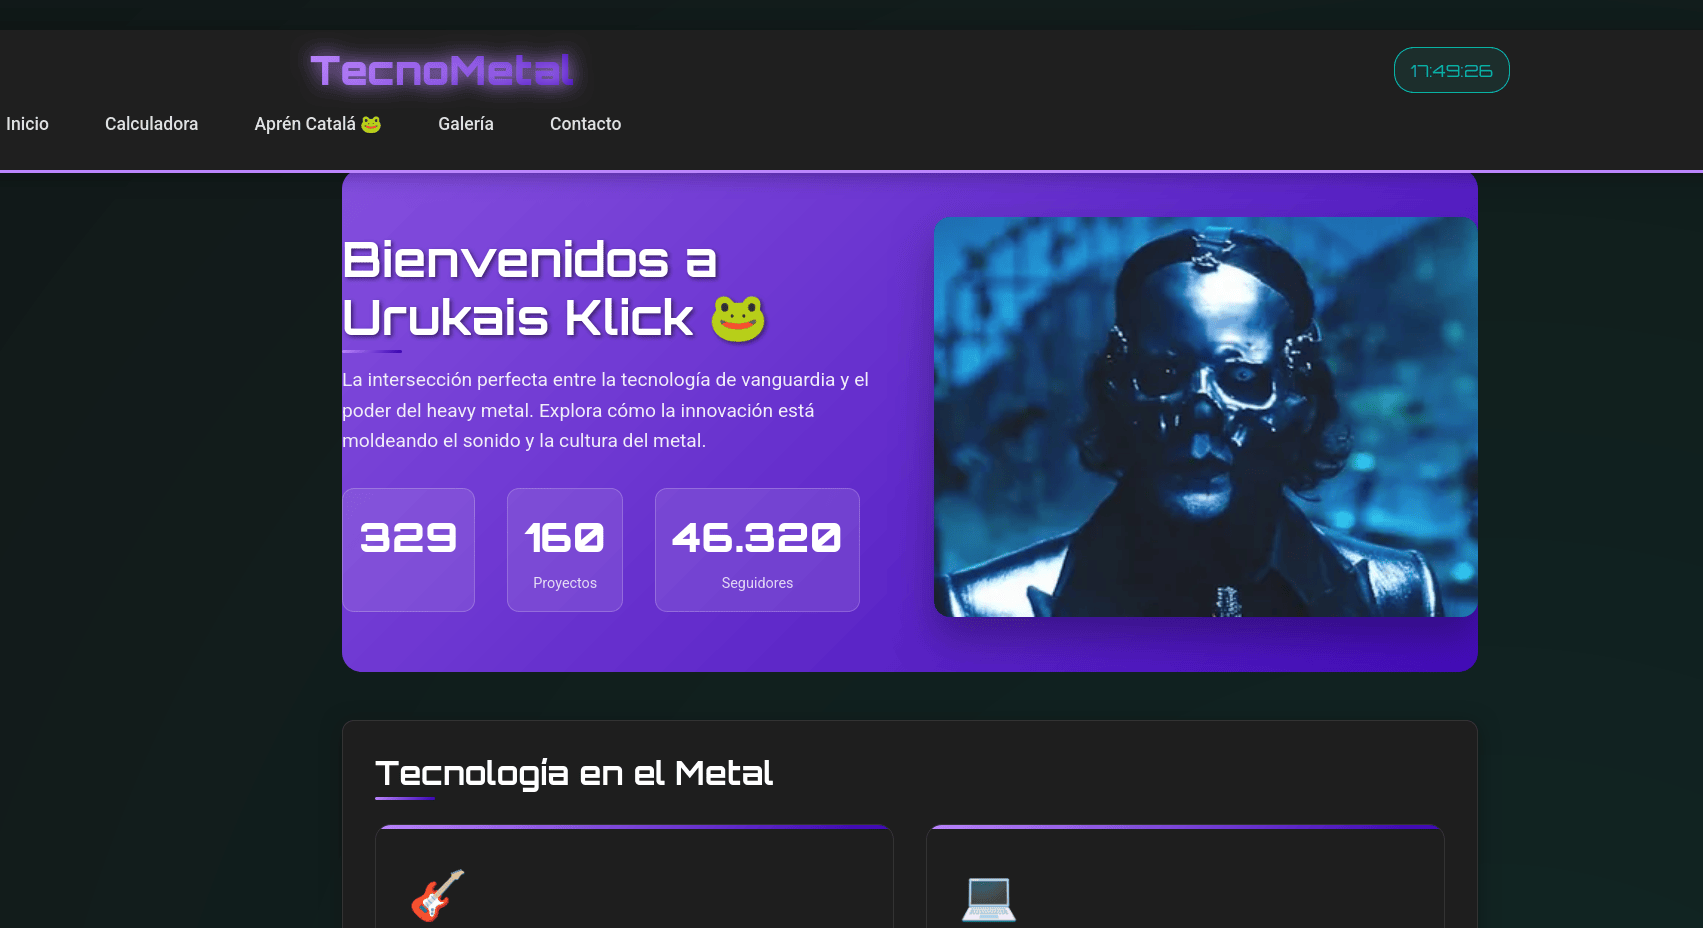 TecnoMetal
17:49:26
Inicio Calculadora Aprén Catalá 🐸 Galería Contacto
Bienvenidos a
Urukais Klick 🐸
La intersección perfecta entre la tecnología de vanguardia y el
poder del heavy metal. Explora cómo la innovación está
moldeando el sonido y la cultura del metal.
329 160 46.320
Proyectos Seguidores
Tecnología en el Metal